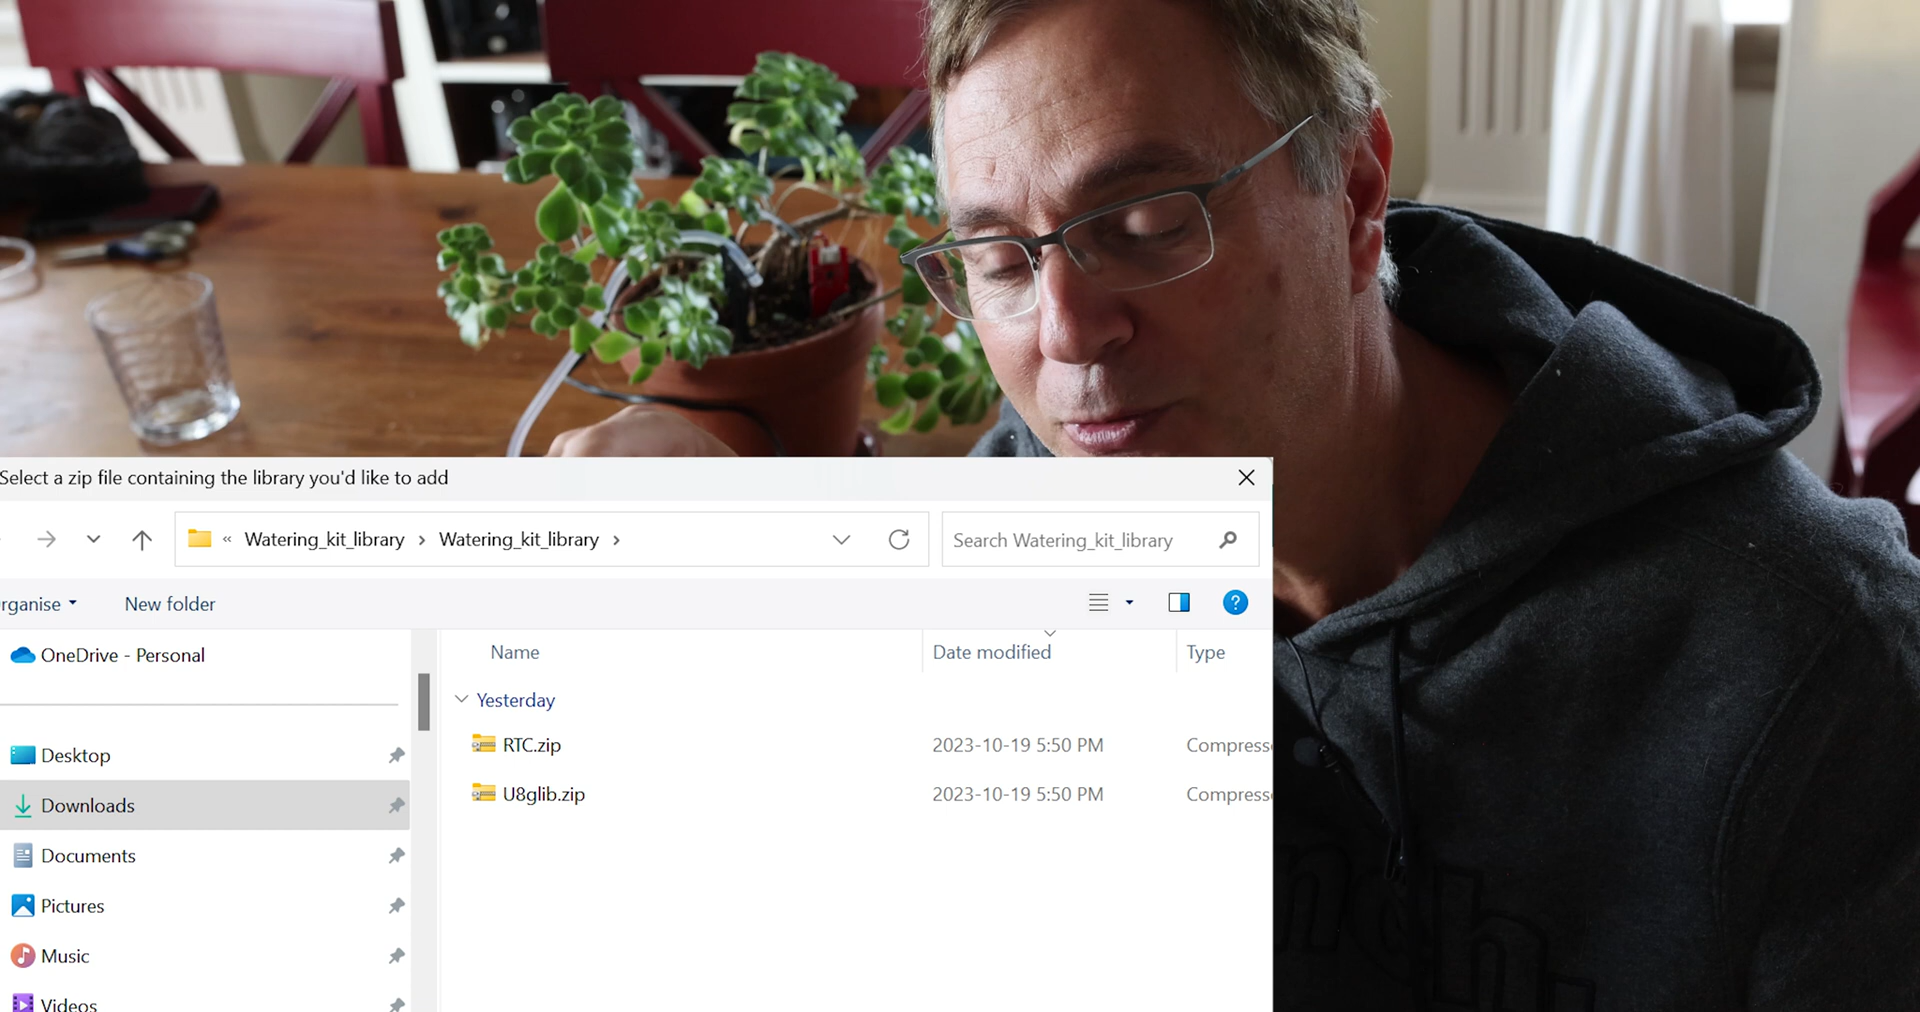 Select a zip file containing the library you'd like to add
« Watering_kit_library › Watering_kit_library ›
Search Watering_kit_library
rganise
New folder
?
OneDrive - Personal
Name
Date modified
Type
Yesterday
Desktop
RTC.zip
2023-10-19 5:50 PM
Compress
Downloads
U8glib.zip
2023-10-19 5:50 PM
Compress
Documents
Pictures
Music
Videos